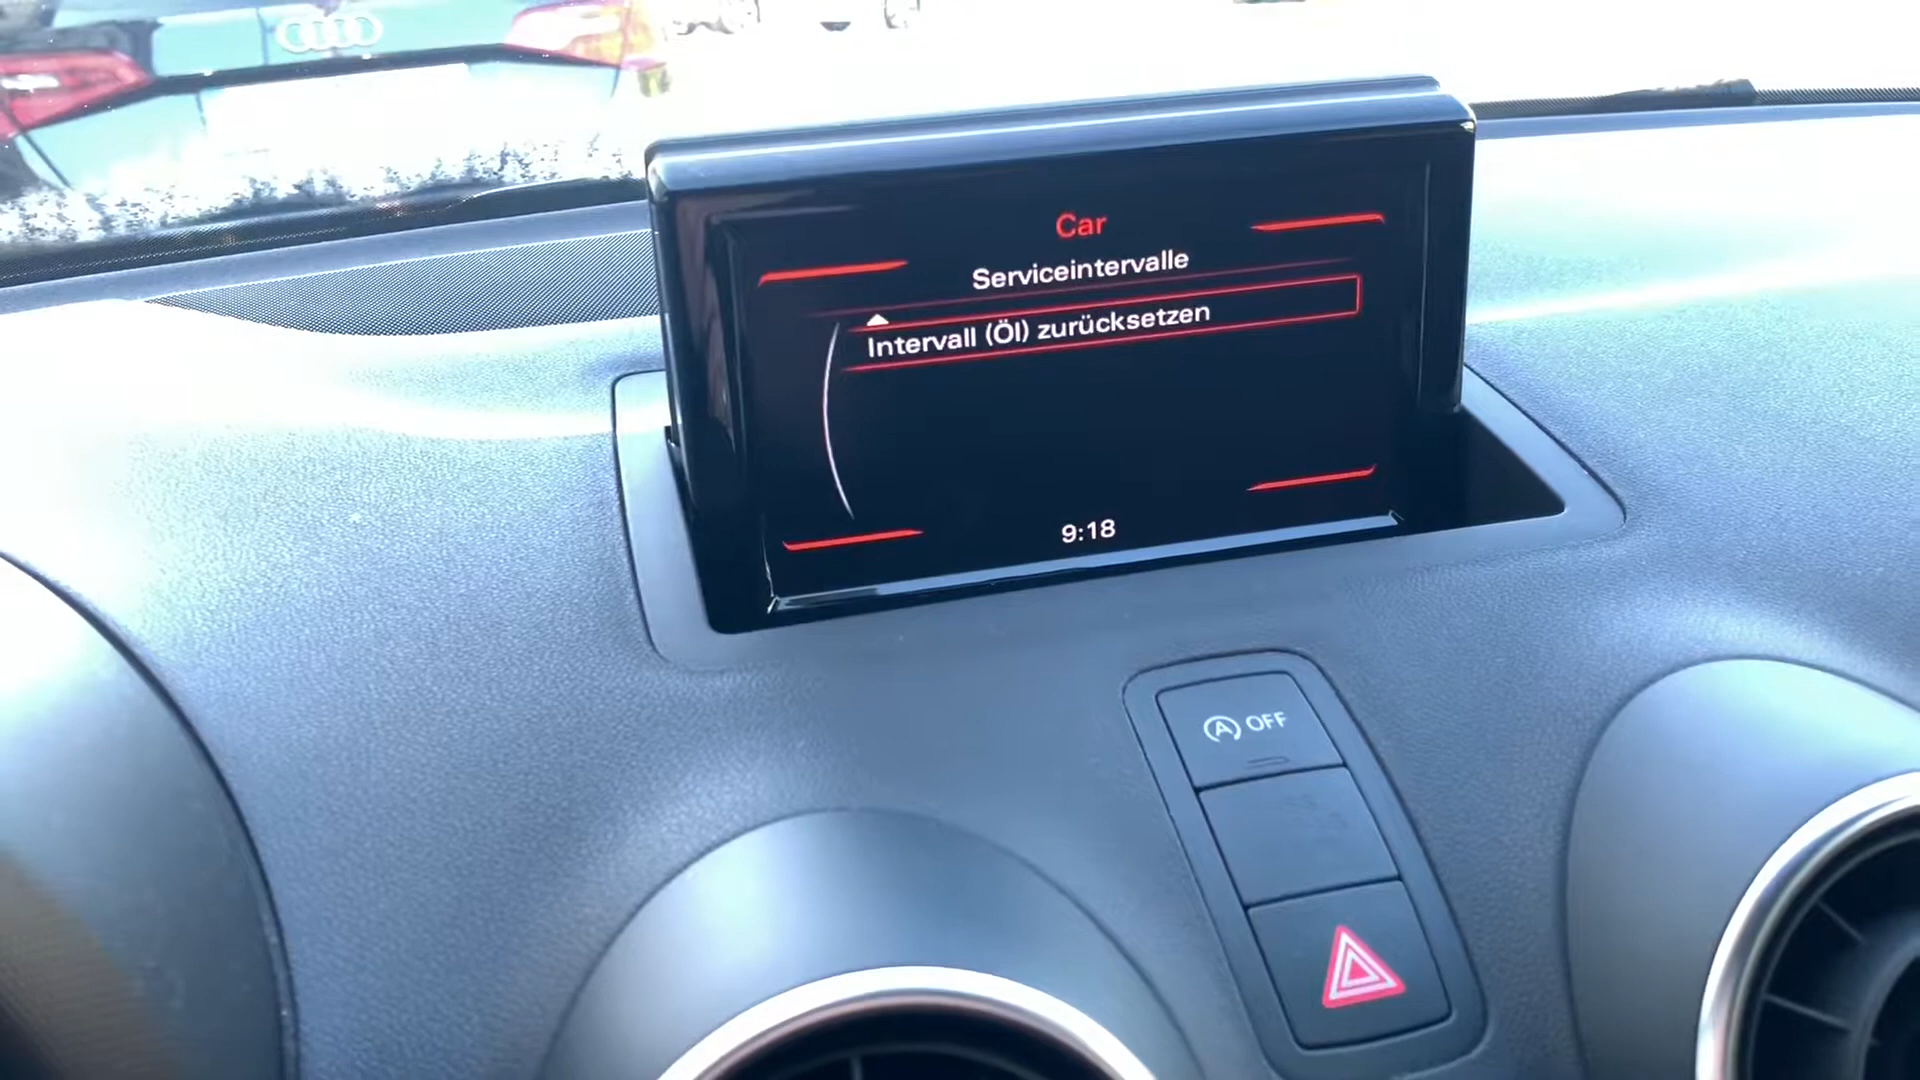 Car
Serviceintervalle
Intervall (Öl) zurücksetzen
9:18
A OFF